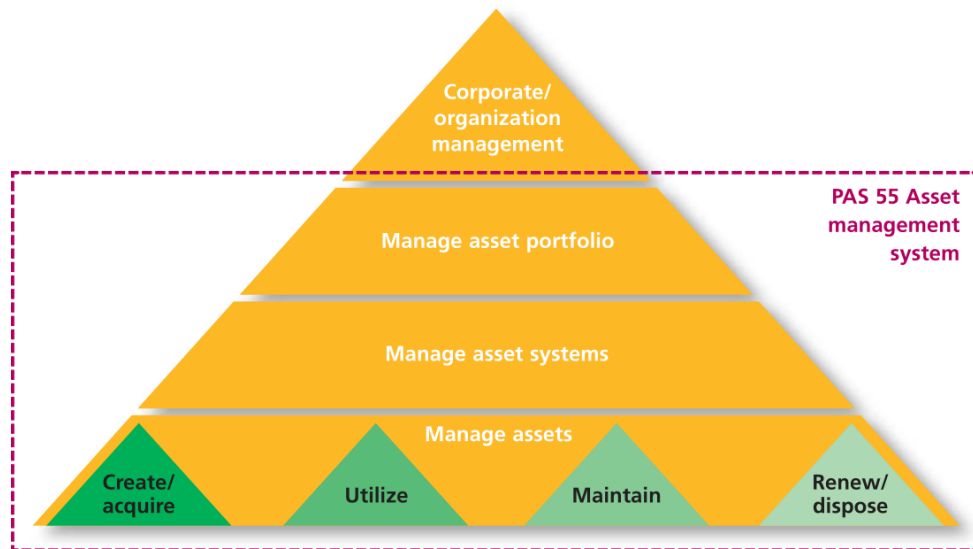 Corporate/
organization
management
PAS 55 Asset
management
system
Manage asset portfolio
Manage asset systems
Manage assets
Create/
acquire
Utilize
Maintain
Renew/
dispose